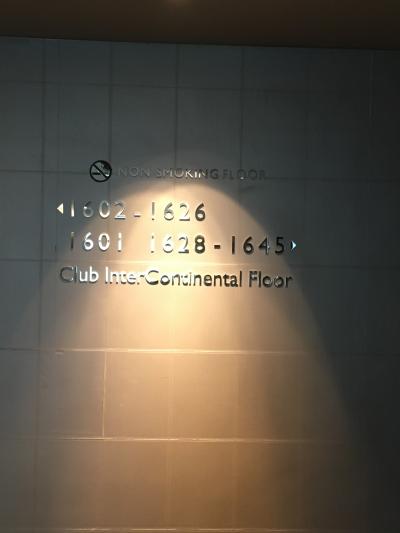 NON SMOKING FLOOR
1602 - 1626
1601 1628 - 1645
Club InterContinental Floor